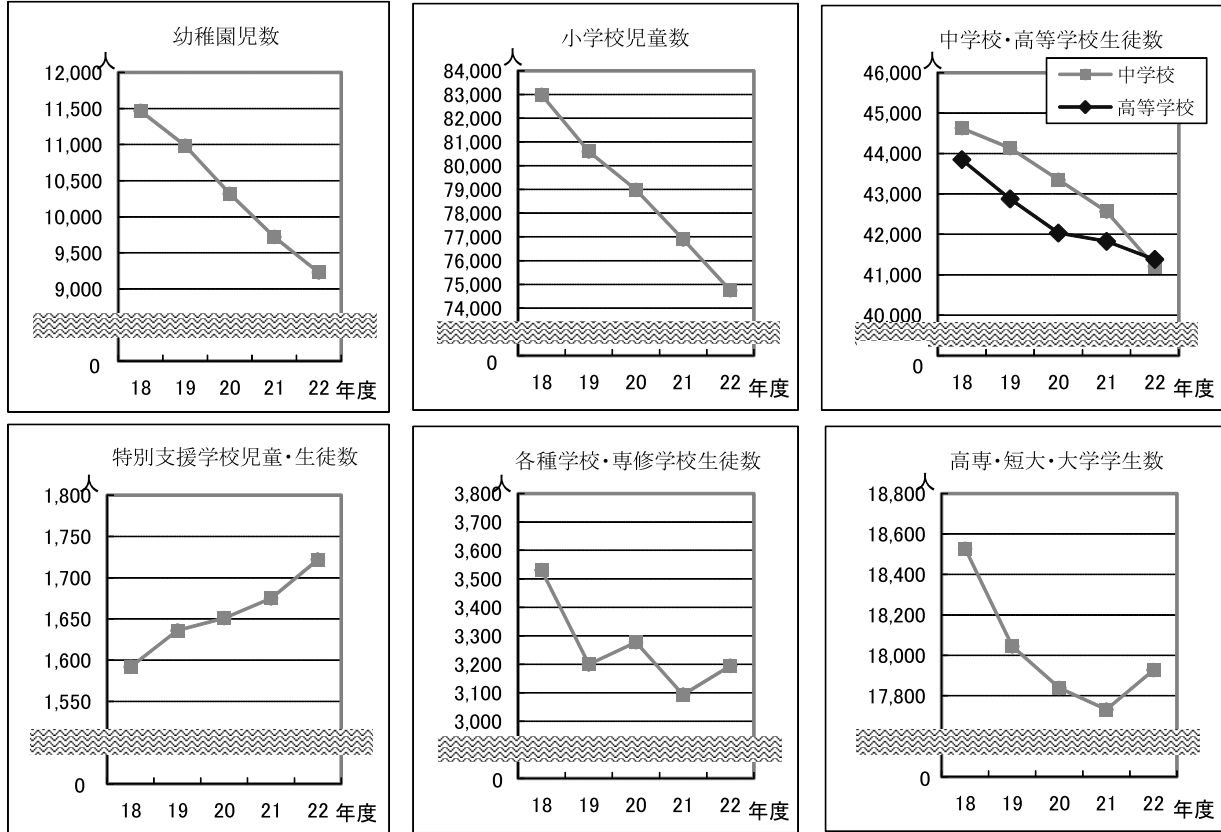 幼稚園児数
人
12,000
11,500
11,000
10,500
10,000
9,500
9,000
0
18 19 20 21 22 年度
小学校児童数
人
84,000
83,000
82,000
81,000
80,000
79,000
78,000
77,000
76,000
75,000
74,000
0
18 19 20 21 22 年度
中学校・高等学校生徒数
人
中学校
高等学校
46,000
45,000
44,000
43,000
42,000
41,000
40,000
0
18 19 20 21 22 年度
特別支援学校児童・生徒数
人
1,800
1,750
1,700
1,650
1,600
1,550
0
18 19 20 21 22 年度
各種学校・専修学校生徒数
人
3,800
3,700
3,600
3,500
3,400
3,300
3,200
3,100
3,000
0
18 19 20 21 22 年度
高専・短大・大学学生数
人
18,800
18,600
18,400
18,200
18,000
17,800
0
18 19 20 21 22 年度